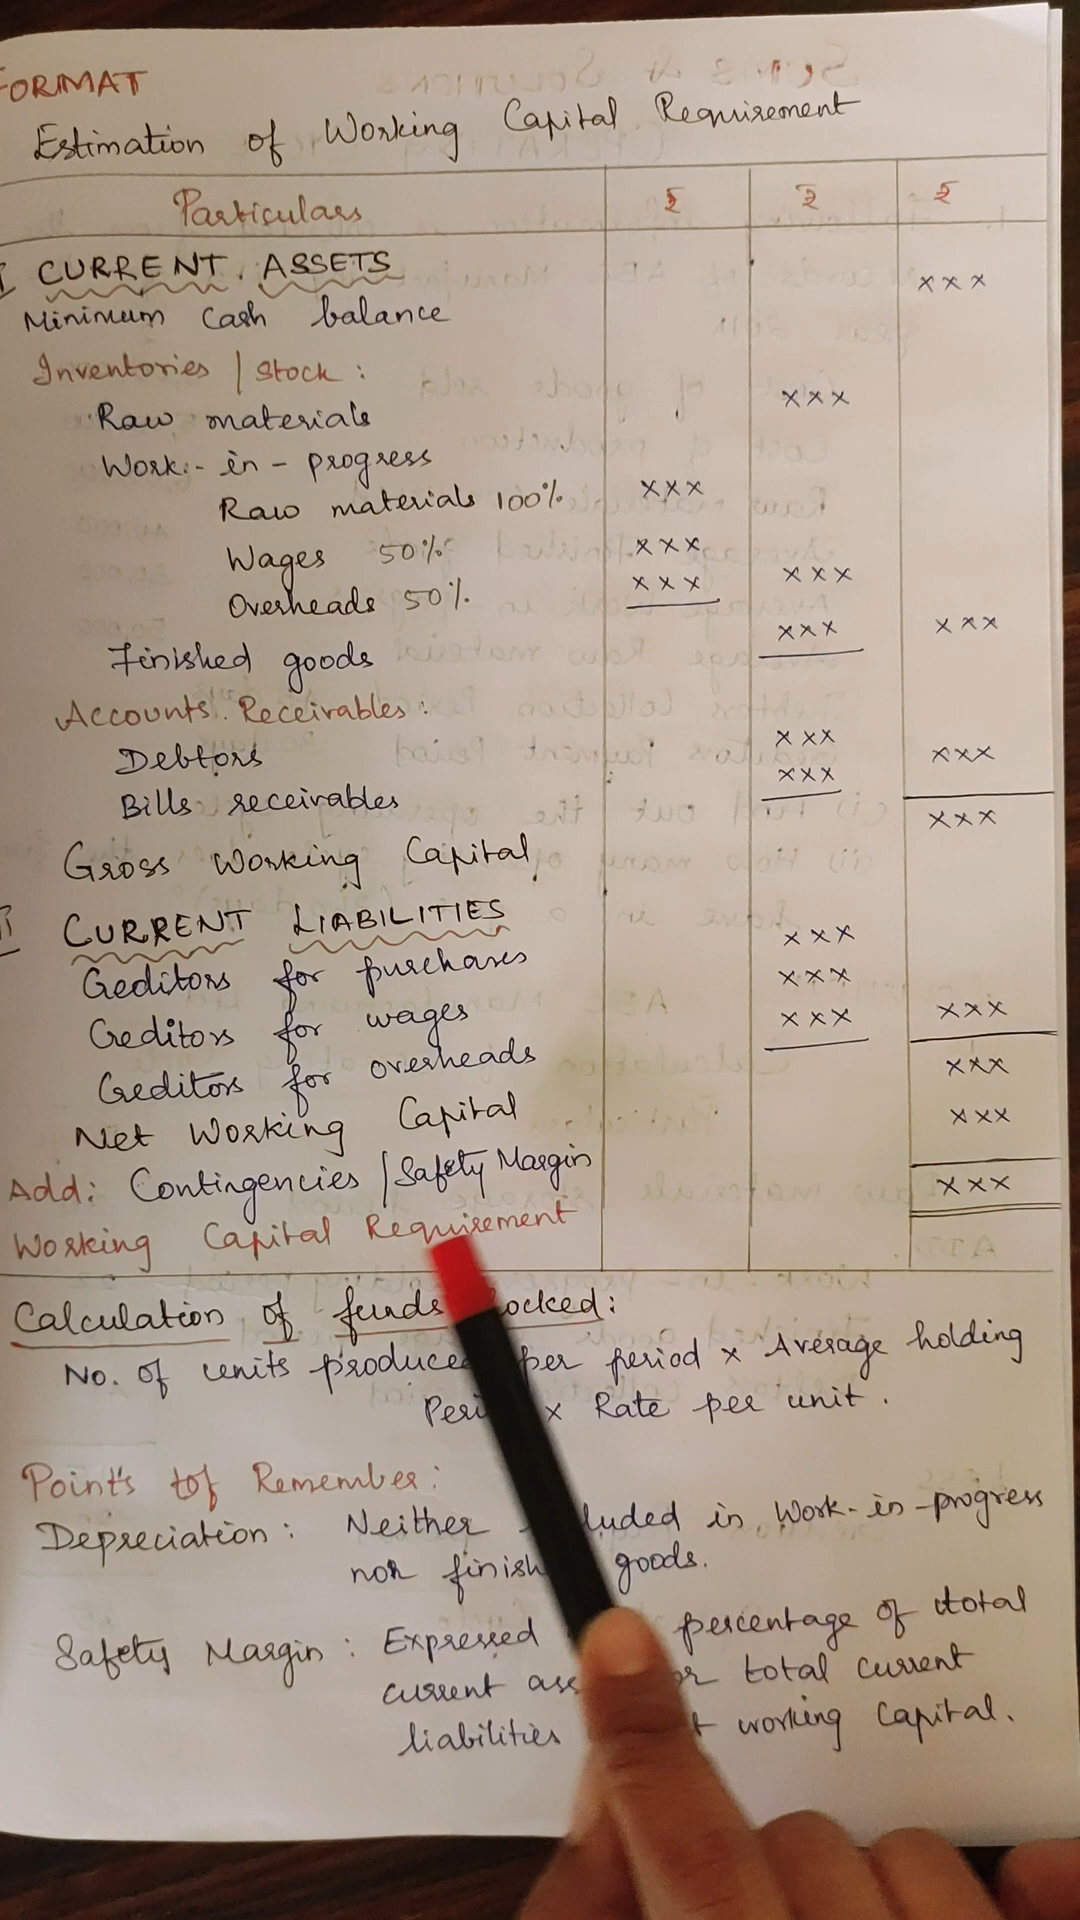 FORMAT
Estimation of Working Capital Requirement
Particulars ₹ ₹ ₹
I CURRENT ASSETS
Minimum cash balance xxx
Inventories / Stock :
Raw materials xxx
Work-in-progress
Raw materials 100% xxx
Wages 50% xxx
Overheads 50% xxx xxx
Finished goods xxx xxx
Accounts Receivables :
Debtors xxx
Bills receivables xxx xxx
Gross Working Capital xxx
II CURRENT LIABILITIES
Creditors for purchases xxx
Creditors for wages xxx
Creditors for overheads xxx xxx
Net Working Capital xxx
Add: Contingencies / Safety Margin xxx
Working Capital Requirement xxx
Calculation of funds locked:
No. of units produced per period x Average holding
Period x Rate per unit.
Points tof Remember:
Depreciation: Neither in Work-in-progress
nor finished goods.
Safety Margin: Expressed percentage of total
current total current
liabilities working capital.